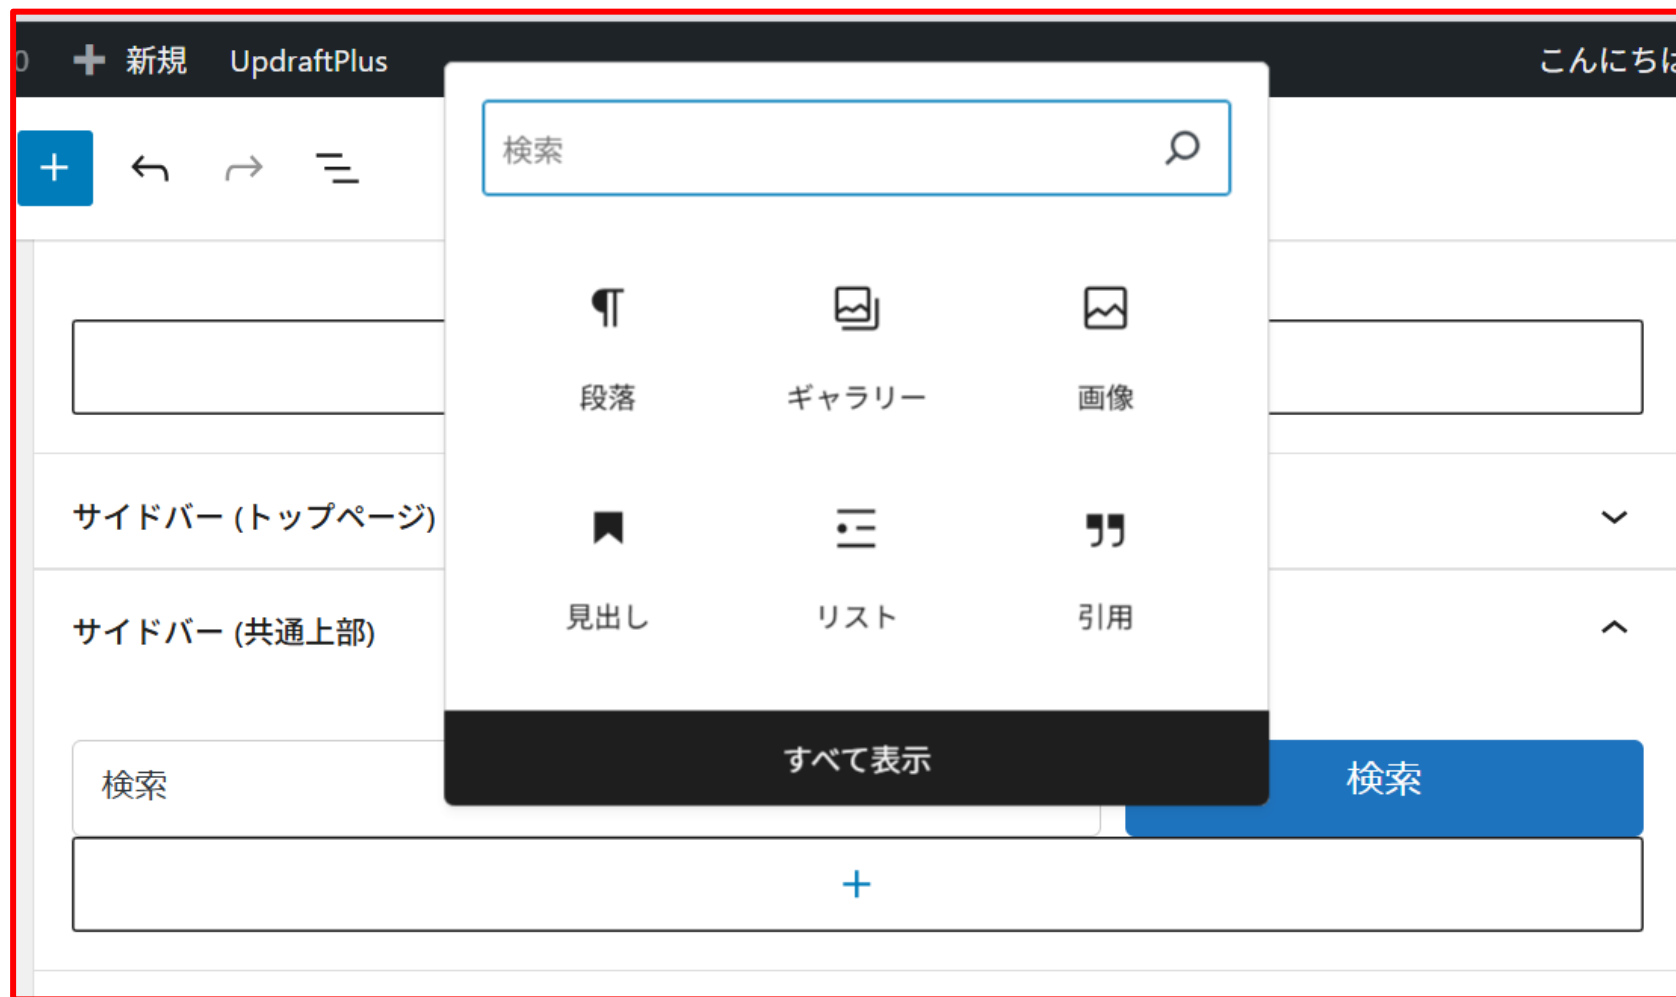 0 新規 UpdraftPlus こんにちは
検索
段落 ギャラリー 画像
サイドバー (トップページ)
見出し リスト 引用
サイドバー (共通上部)
すべて表示
検索 検索